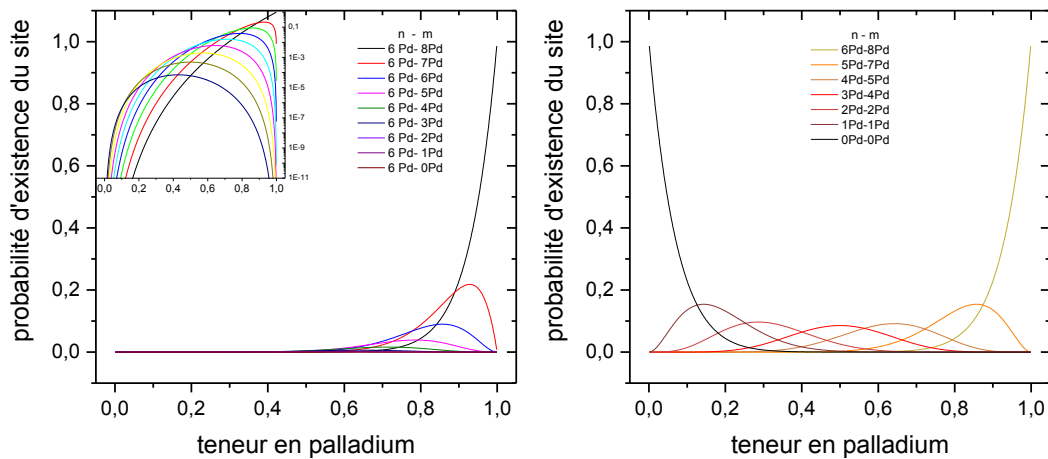 probabilité d'existence du site
1,0
0,8
0,6
0,4
0,2
0,0
0,0 0,2 0,4 0,6 0,8 1,0
teneur en palladium
0,1
1E-3
1E-5
1E-7
1E-9
1E-11
0,0 0,2 0,4 0,6 0,8 1,0
n - m
6 Pd- 8Pd
6 Pd- 7Pd
6 Pd- 6Pd
6 Pd- 5Pd
6 Pd- 4Pd
6 Pd- 3Pd
6 Pd- 2Pd
6 Pd- 1Pd
6 Pd- 0Pd
probabilité d'existence du site
1,0
0,8
0,6
0,4
0,2
0,0
0,0 0,2 0,4 0,6 0,8 1,0
teneur en palladium
n - m
6Pd-8Pd
5Pd-7Pd
4Pd-5Pd
3Pd-4Pd
2Pd-2Pd
1Pd-1Pd
0Pd-0Pd